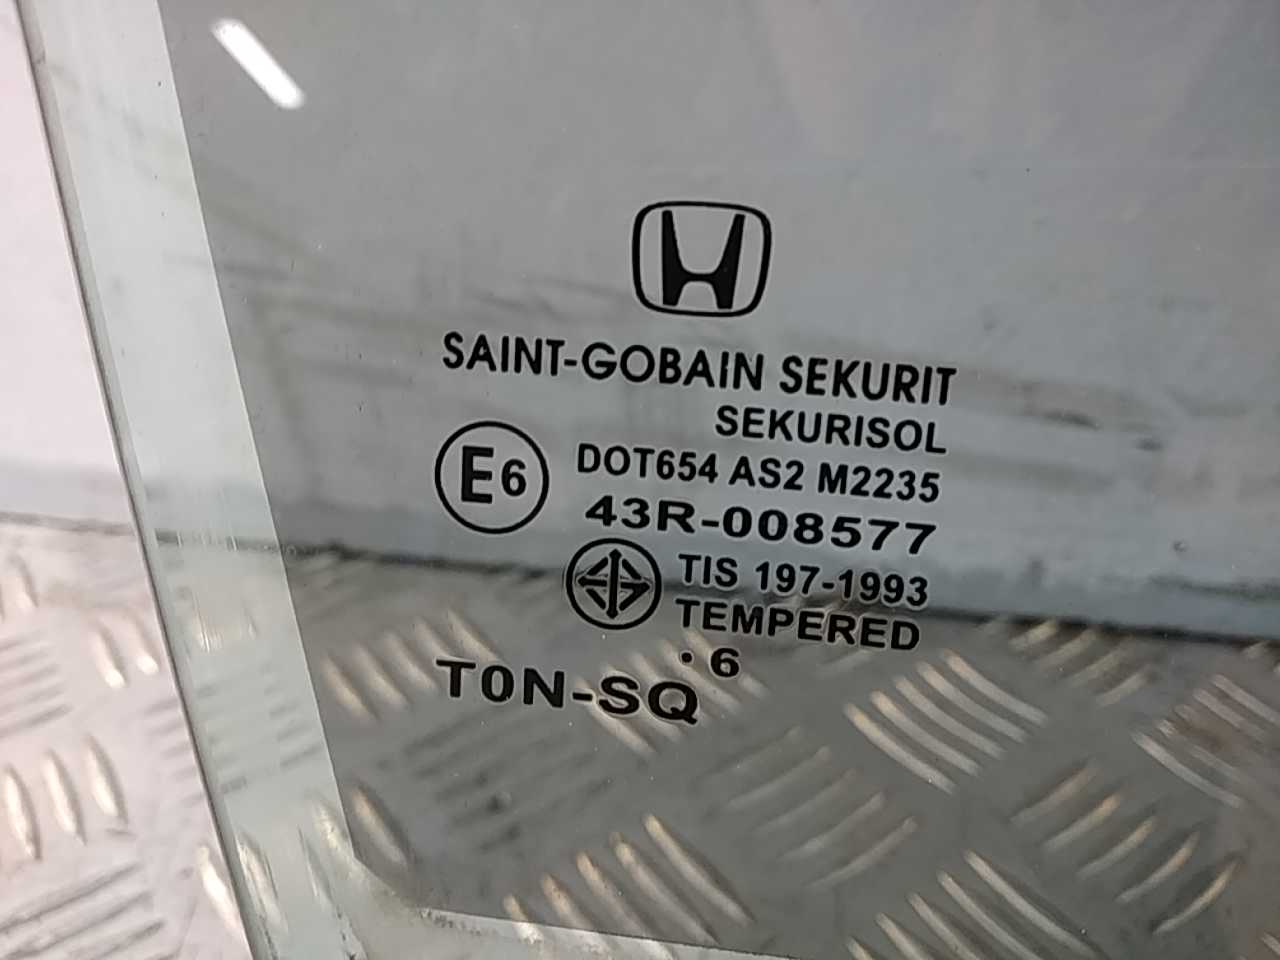 SAINT-GOBAIN SEKURIT
SEKURISOL
E6
DOT654 AS2 M2235
43R-008577
TIS 197-1993
TEMPERED
. 6
T0N-SQ